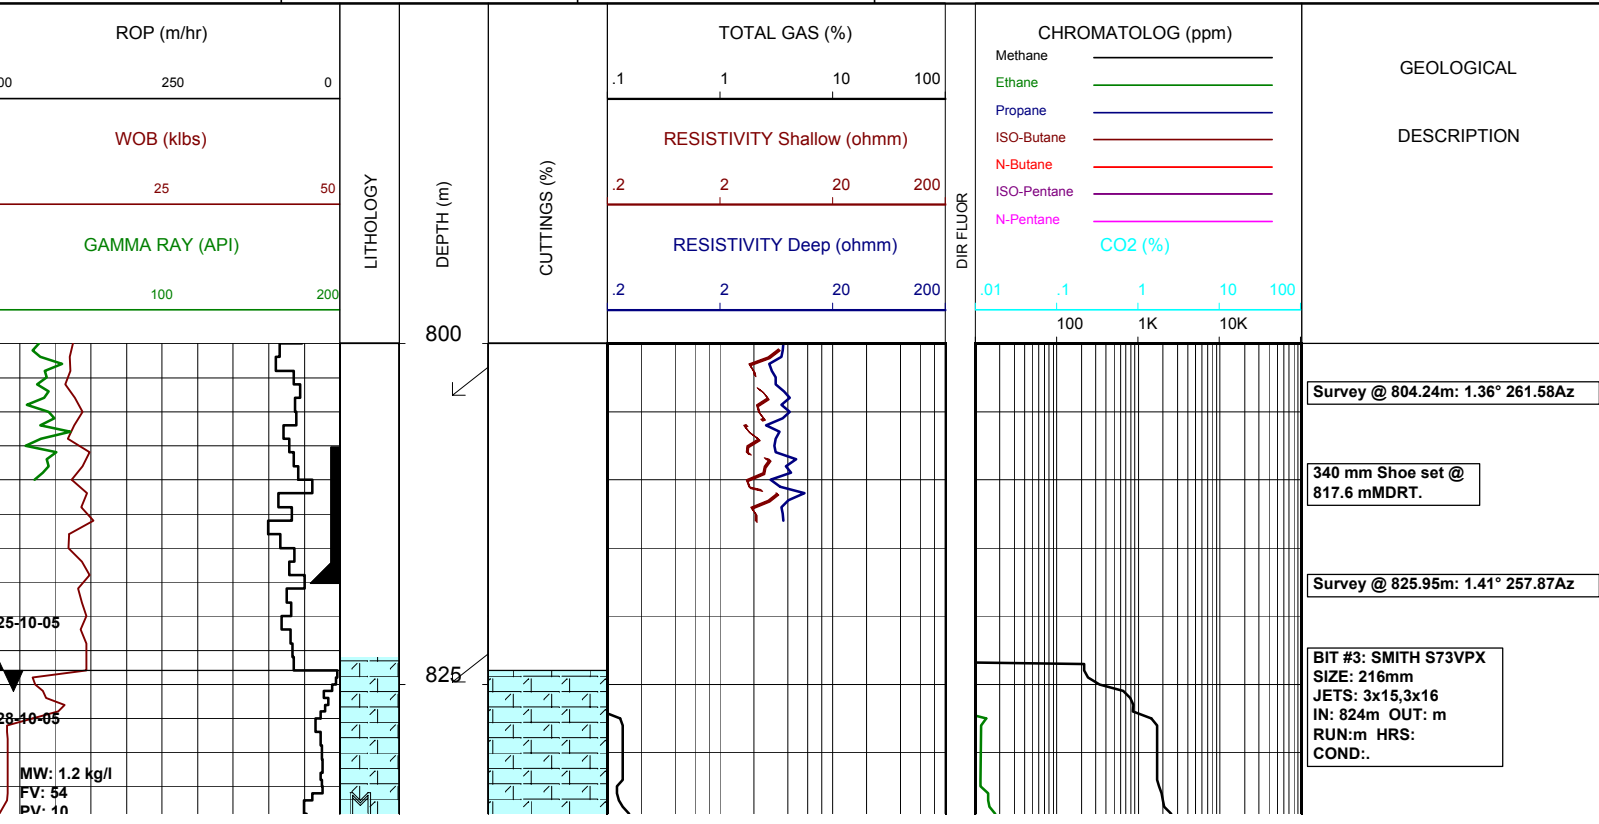 ROP (m/hr)
00 250 0
WOB (klbs)
25 50
GAMMA RAY (API)
100 200
LITHOLOGY
DEPTH (m)
CUTTINGS (%)
TOTAL GAS (%)
.1 1 10 100
RESISTIVITY Shallow (ohmm)
.2 2 20 200
RESISTIVITY Deep (ohmm)
.2 2 20 200
DIR FLUOR
CHROMATOLOG (ppm)
Methane
Ethane
Propane
ISO-Butane
N-Butane
ISO-Pentane
N-Pentane
CO2 (%)
.01 .1 1 10 100
100 1K 10K
GEOLOGICAL
DESCRIPTION
800
Survey @ 804.24m: 1.36° 261.58Az
340 mm Shoe set @
817.6 mMDRT.
Survey @ 825.95m: 1.41° 257.87Az
25-10-05
825
28-10-05
BIT #3: SMITH S73VPX
SIZE: 216mm
JETS: 3x15,3x16
IN: 824m OUT: m
RUN:m HRS:
COND:.
MW: 1.2 kg/l
FV: 54
PV: 10